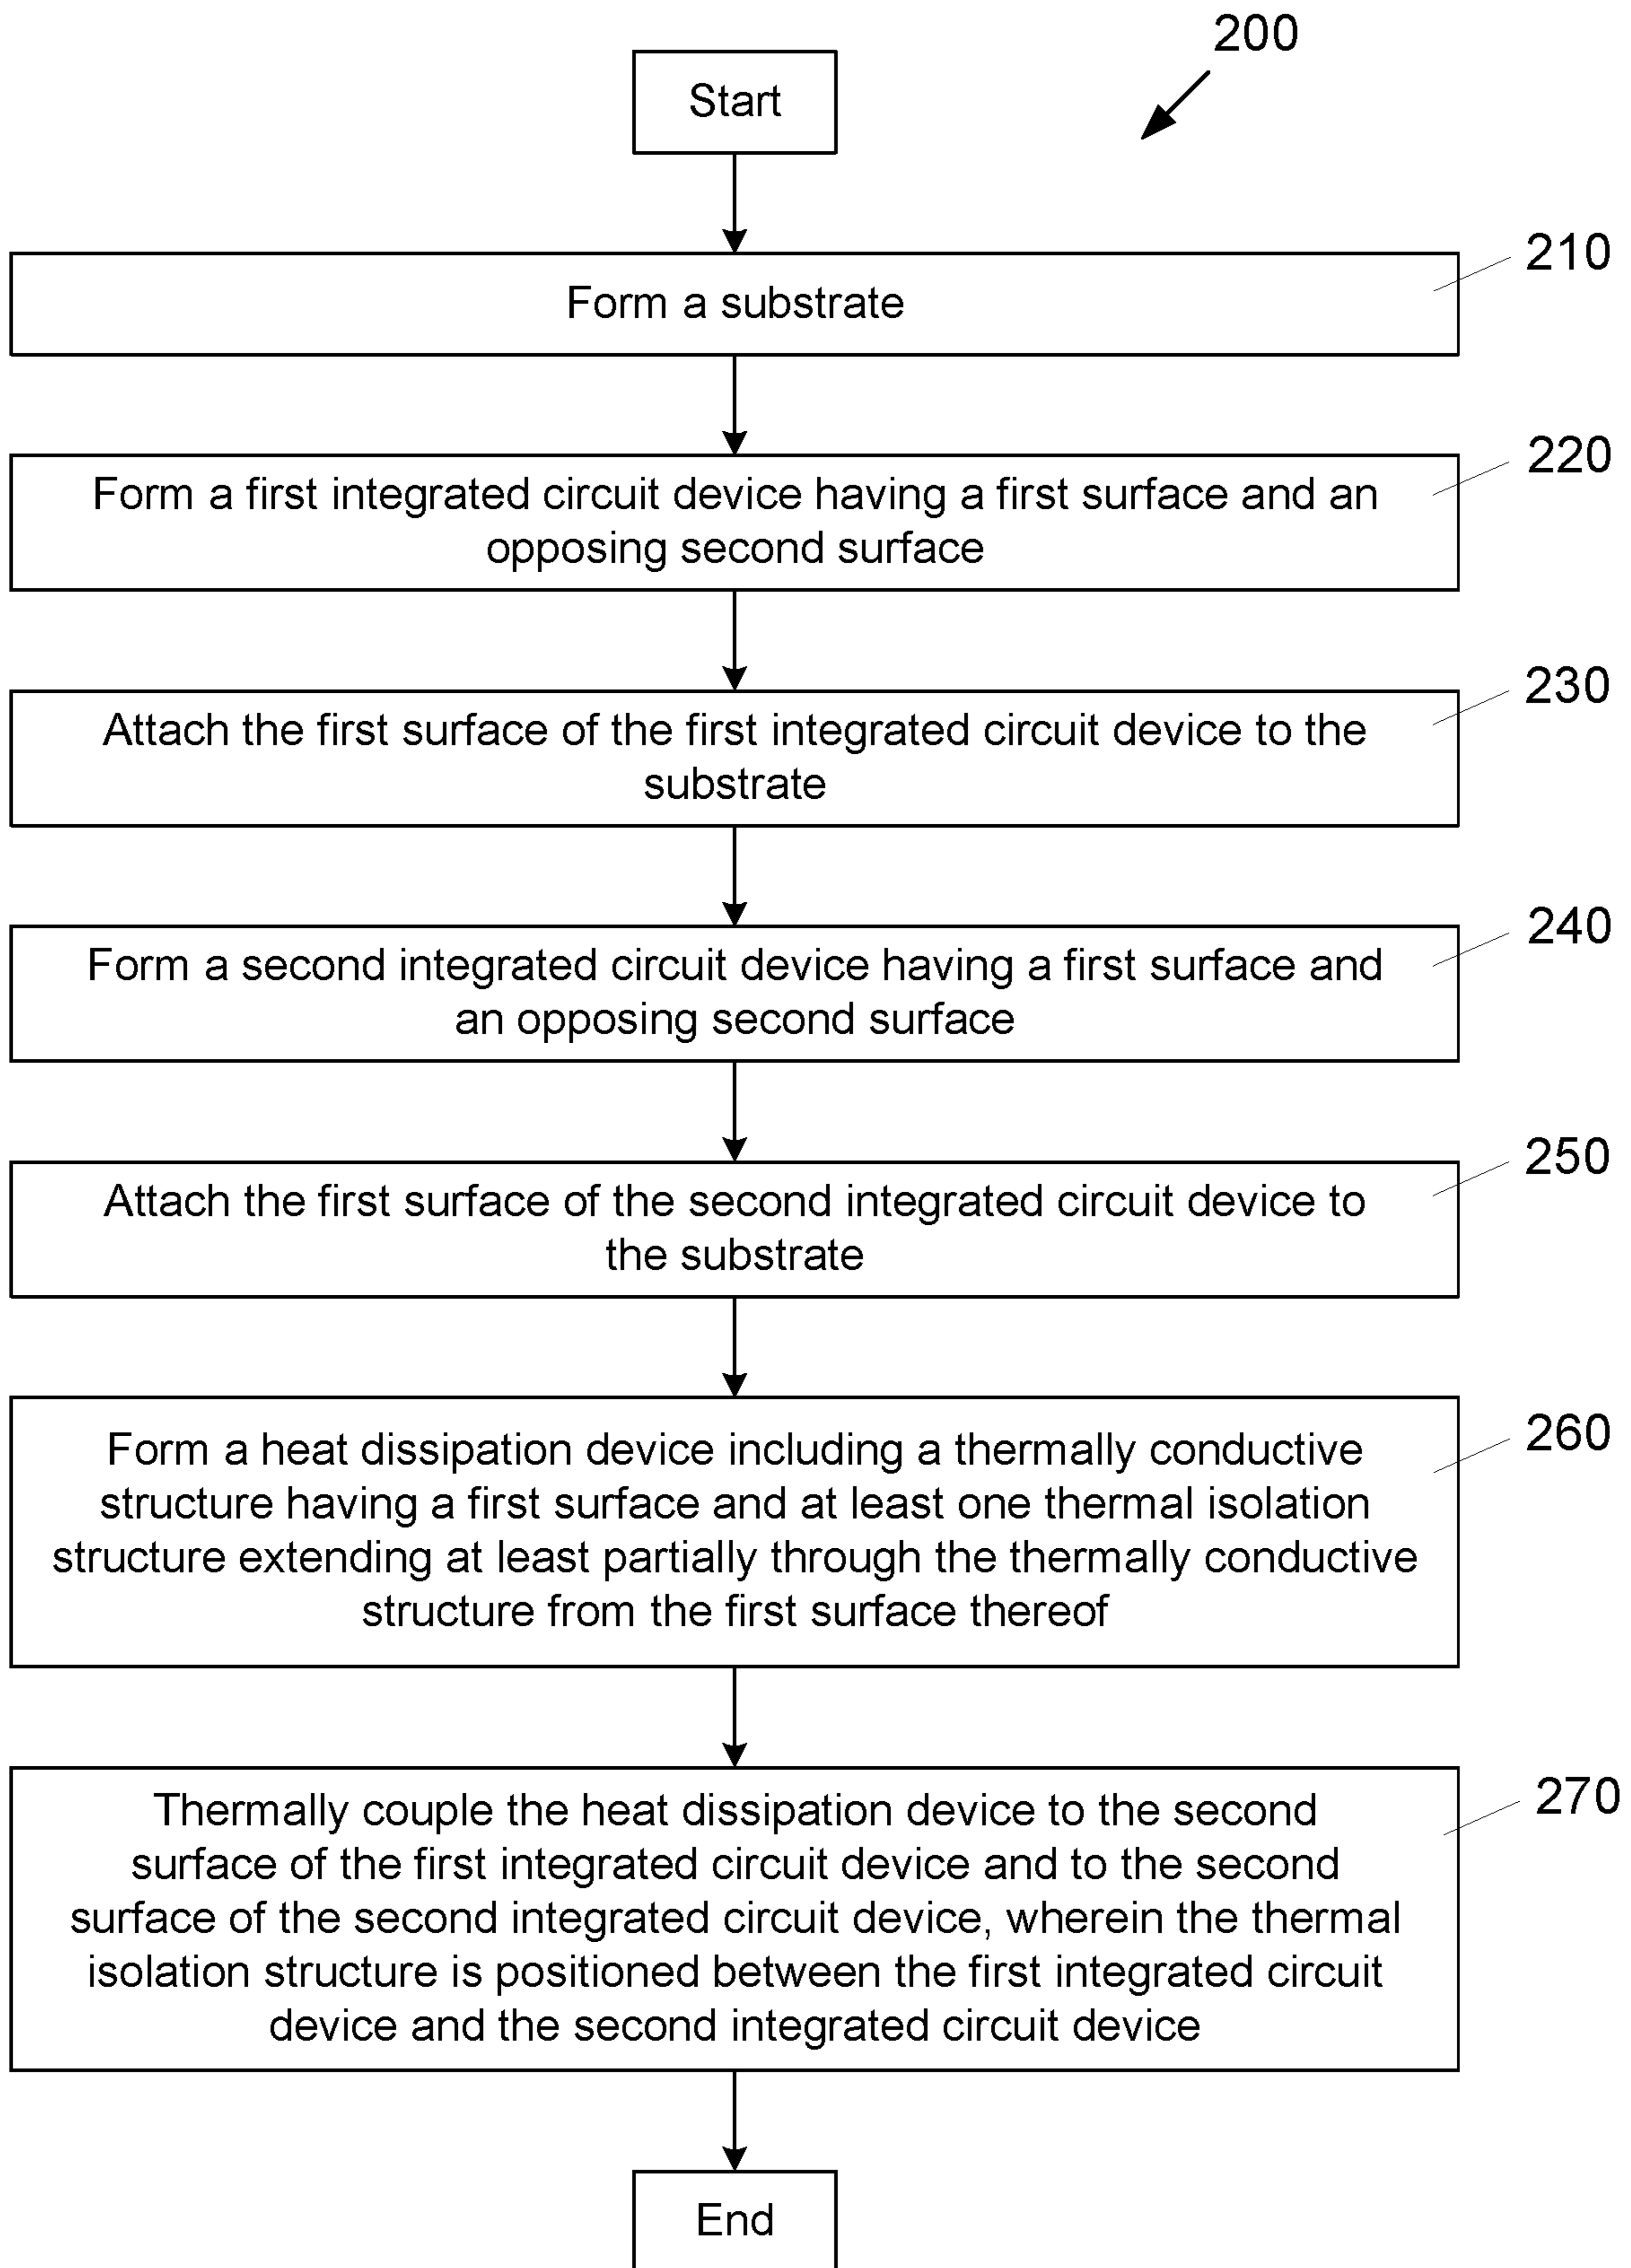 200
Start
210
Form a substrate
220
Form a first integrated circuit device having a first surface and an
opposing second surface
230
Attach the first surface of the first integrated circuit device to the
substrate
240
Form a second integrated circuit device having a first surface and
an opposing second surface
250
Attach the first surface of the second integrated circuit device to
the substrate
260
Form a heat dissipation device including a thermally conductive
structure having a first surface and at least one thermal isolation
structure extending at least partially through the thermally conductive
structure from the first surface thereof
270
Thermally couple the heat dissipation device to the second
surface of the first integrated circuit device and to the second
surface of the second integrated circuit device, wherein the thermal
isolation structure is positioned between the first integrated circuit
device and the second integrated circuit device
End